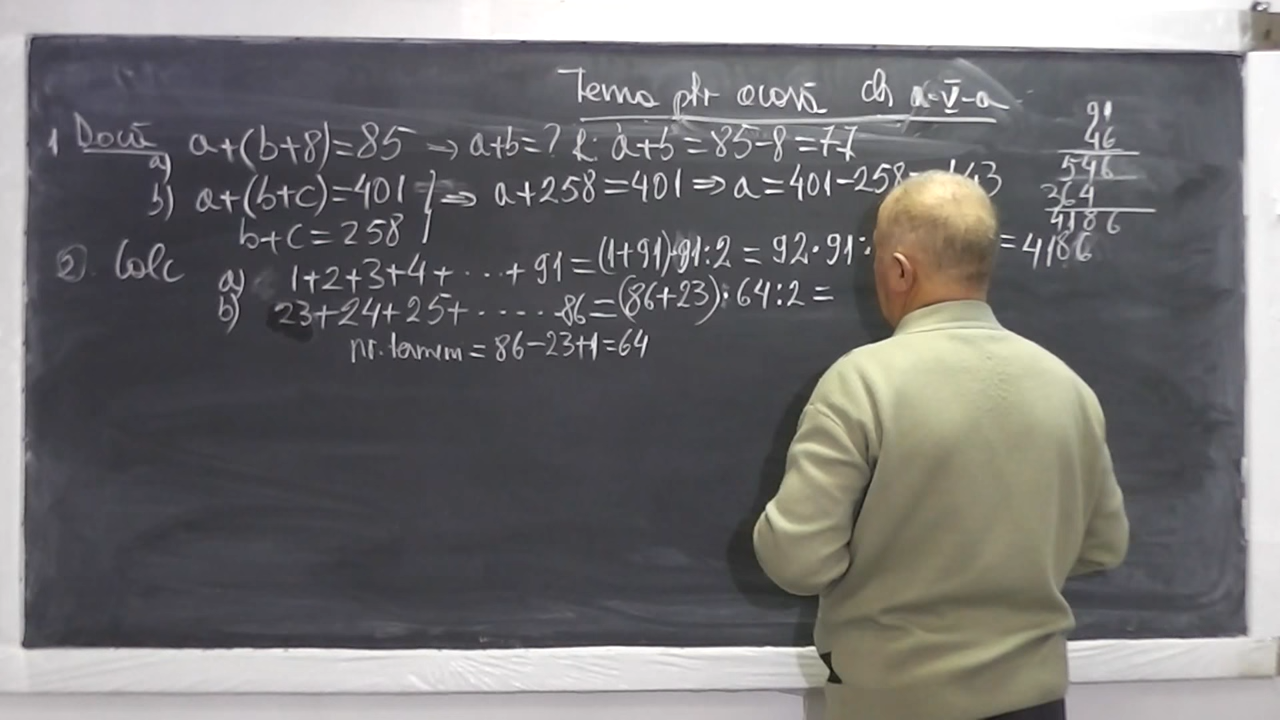 Tema ptr acasă cls a-V-a
1 Dacă a) a+(b+8)=85 → a+b=? R: a+b=85-8=77
b) a+(b+c)=401 } ⇒ a+258=401 ⇒ a=401-258=143
b+c=258
2. Calc a) 1+2+3+4+...+91=(1+91)·91:2=92·91: =4186
b) 23+24+25+......86=(86+23)·64:2=
nr. termeni=86-23+1=64
91
46
546
364
4186